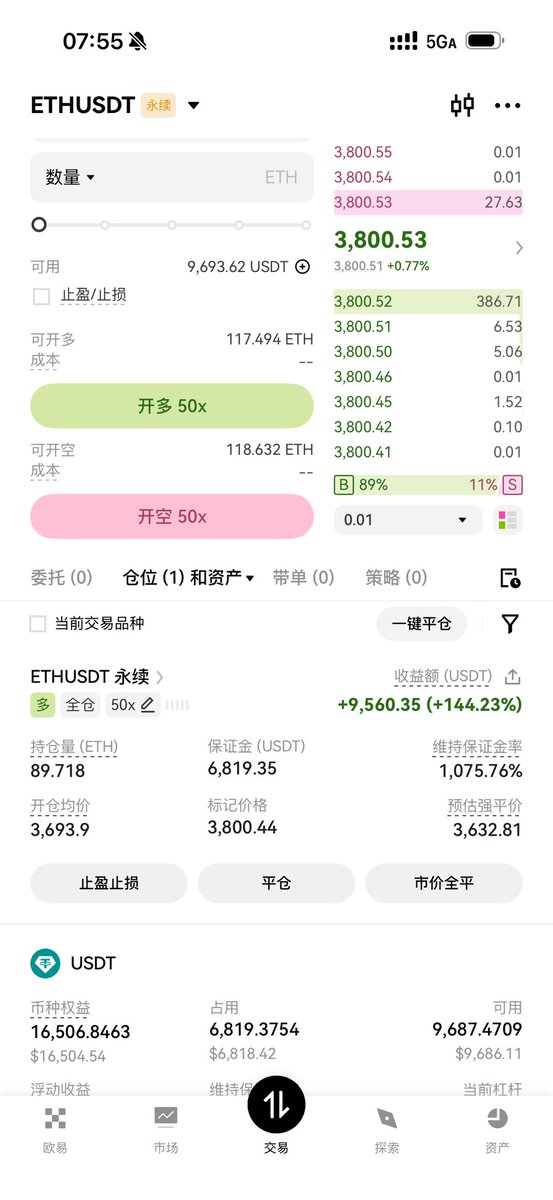 07:55 5GA
ETHUSDT 永续
3,800.55 0.01
数量 ETH 3,800.54 0.01
3,800.53 27.63
3,800.53
可用 9,693.62 USDT 3,800.51 +0.77%
止盈/止损
3,800.52 386.71
3,800.51 6.53
可开多 117.494 ETH
成本 --
3,800.50 5.06
3,800.46 0.01
开多 50x
3,800.45 1.52
3,800.42 0.10
可开空 118.632 ETH
3,800.41 0.01
成本 --
B 89% 11% S
开空 50x
0.01
委托 (0) 仓位 (1) 和资产 带单 (0) 策略 (0)
当前交易品种 一键平仓
ETHUSDT 永续 收益额 (USDT)
多 全仓 50x +9,560.35 (+144.23%)
持仓量 (ETH) 保证金 (USDT) 维持保证金率
89.718 6,819.35 1,075.76%
开仓均价 标记价格 预估强平价
3,693.9 3,800.44 3,632.81
止盈止损 平仓 市价全平
USDT
币种权益 占用 可用
16,506.8463 6,819.3754 9,687.4709
$16,504.54 $6,818.42 $9,686.11
浮动收益 维持保 当前杠杆
欧易 市场 交易 探索 资产